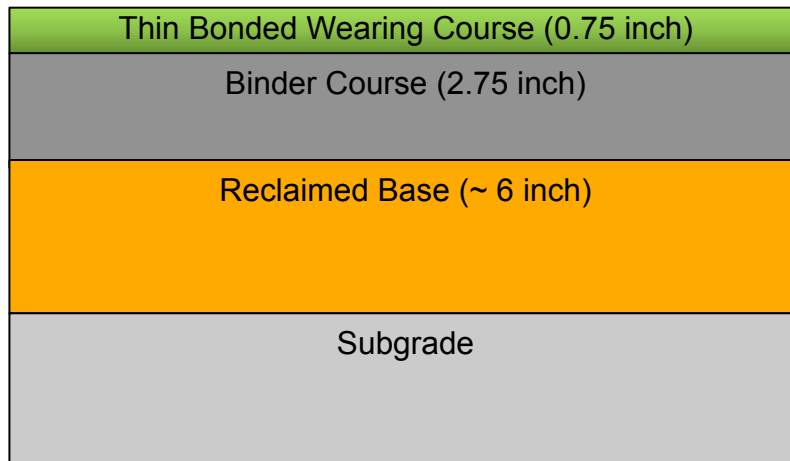 Thin Bonded Wearing Course (0.75 inch)
Binder Course (2.75 inch)
Reclaimed Base (~ 6 inch)
Subgrade